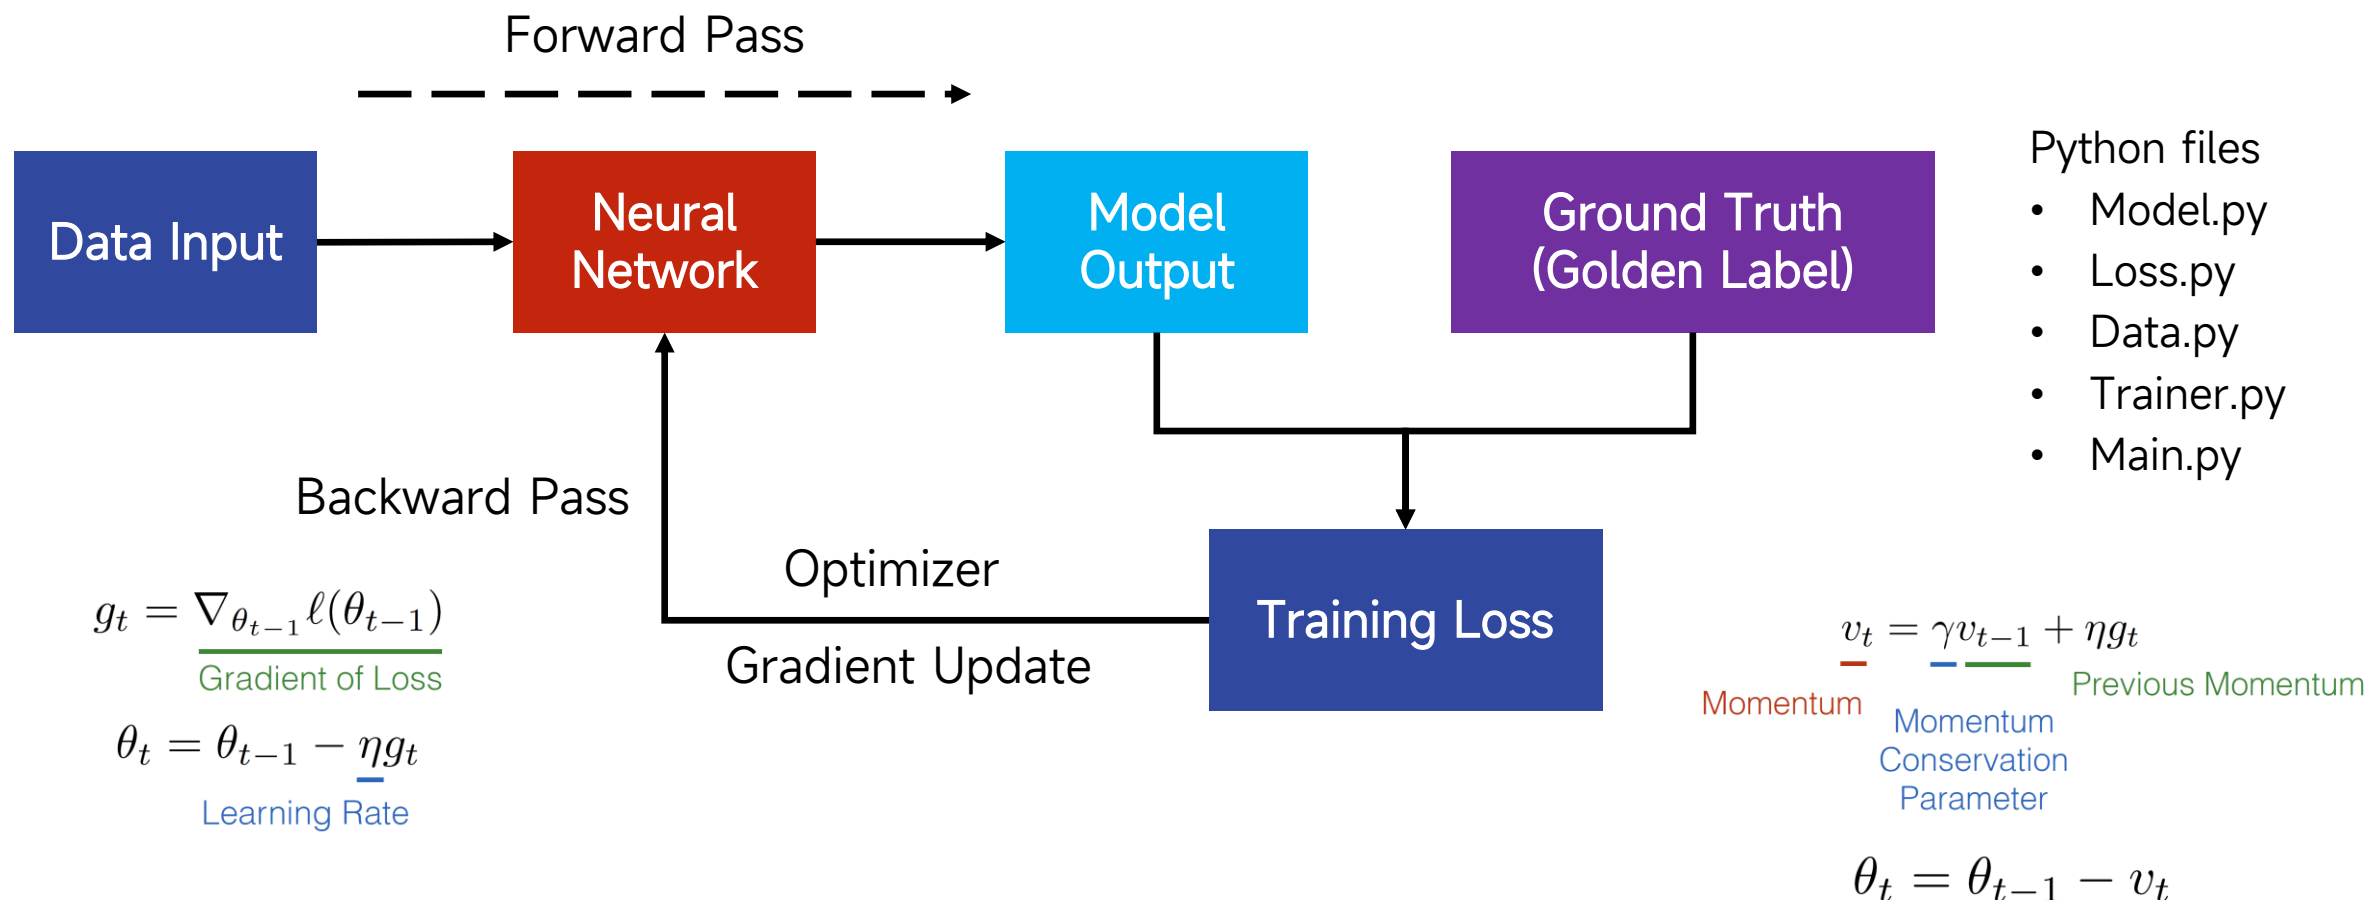 Forward Pass
Data Input
Neural
Network
Model
Output
Ground Truth
(Golden Label)
Python files
• Model.py
• Loss.py
• Data.py
• Trainer.py
• Main.py
Backward Pass
Optimizer
Gradient Update
Training Loss
g_t = ∇_{θ_{t−1}} ℓ(θ_{t−1})
Gradient of Loss
θ_t = θ_{t−1} − ηg_t
Learning Rate
v_t = γv_{t−1} + ηg_t
Previous Momentum
Momentum
Momentum
Conservation
Parameter
θ_t = θ_{t−1} − v_t